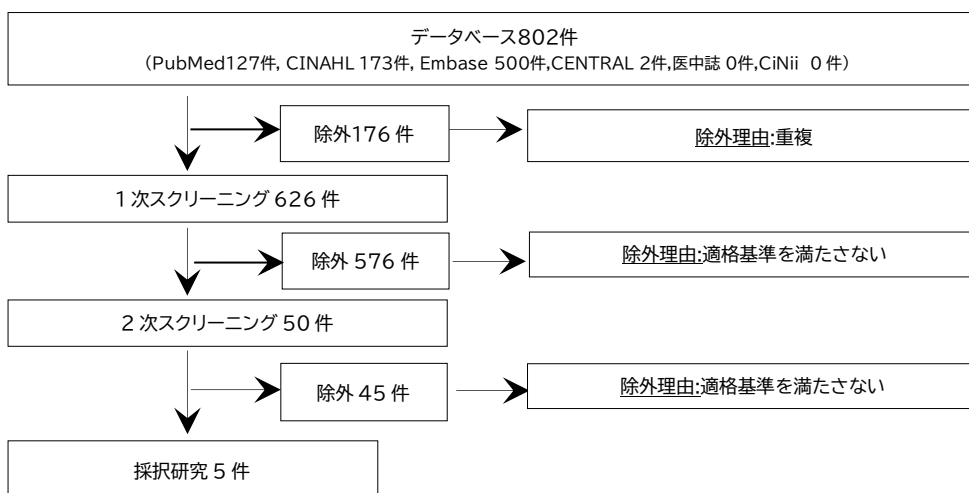 データベース802件
（PubMed127件, CINAHL 173件, Embase 500件,CENTRAL 2件,医中誌 0件,CiNii 0 件）
除外176 件
除外理由:重複
1 次スクリーニング 626 件
除外 576 件
除外理由:適格基準を満たさない
2 次スクリーニング 50 件
除外 45 件
除外理由:適格基準を満たさない
採択研究 5 件